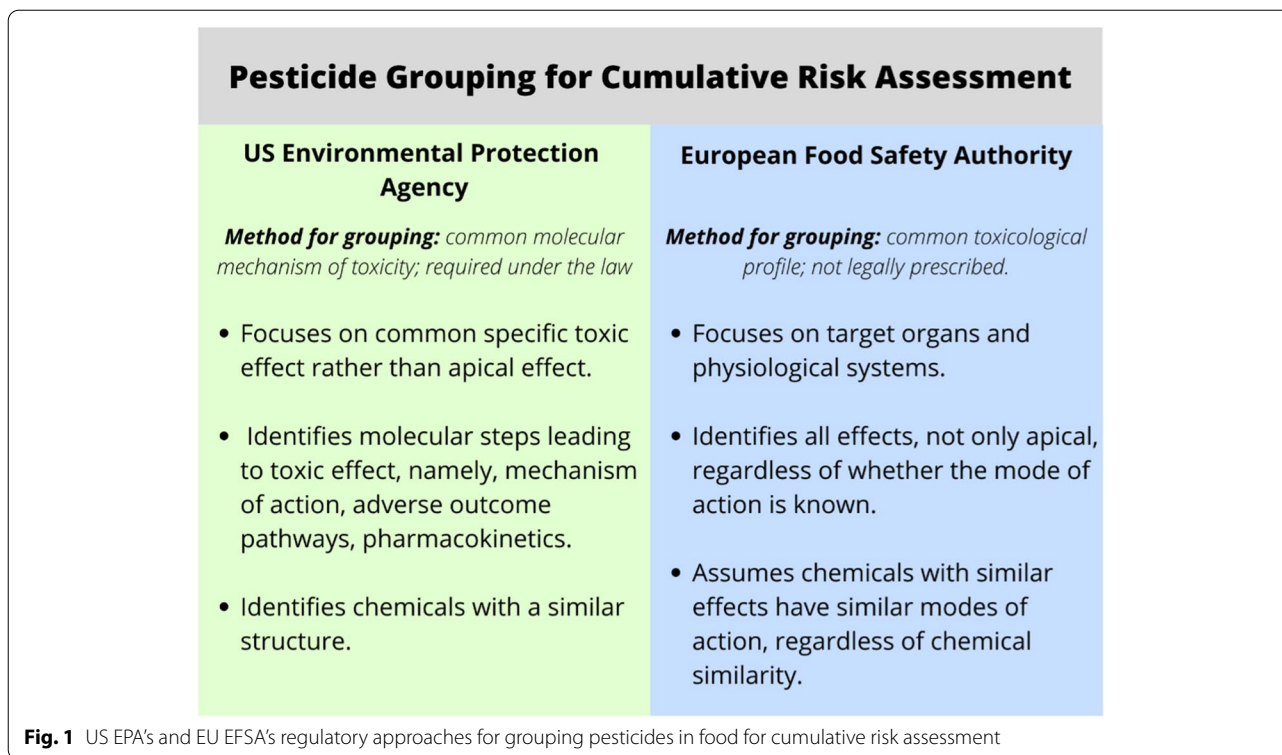 Pesticide Grouping for Cumulative Risk Assessment
US Environmental Protection
Agency
Method for grouping: common molecular
mechanism of toxicity; required under the law
• Focuses on common specific toxic
effect rather than apical effect.
• Identifies molecular steps leading
to toxic effect, namely, mechanism
of action, adverse outcome
pathways, pharmacokinetics.
• Identifies chemicals with a similar
structure.
European Food Safety Authority
Method for grouping: common toxicological
profile; not legally prescribed.
• Focuses on target organs and
physiological systems.
• Identifies all effects, not only apical,
regardless of whether the mode of
action is known.
• Assumes chemicals with similar
effects have similar modes of
action, regardless of chemical
similarity.
Fig. 1 US EPA's and EU EFSA's regulatory approaches for grouping pesticides in food for cumulative risk assessment